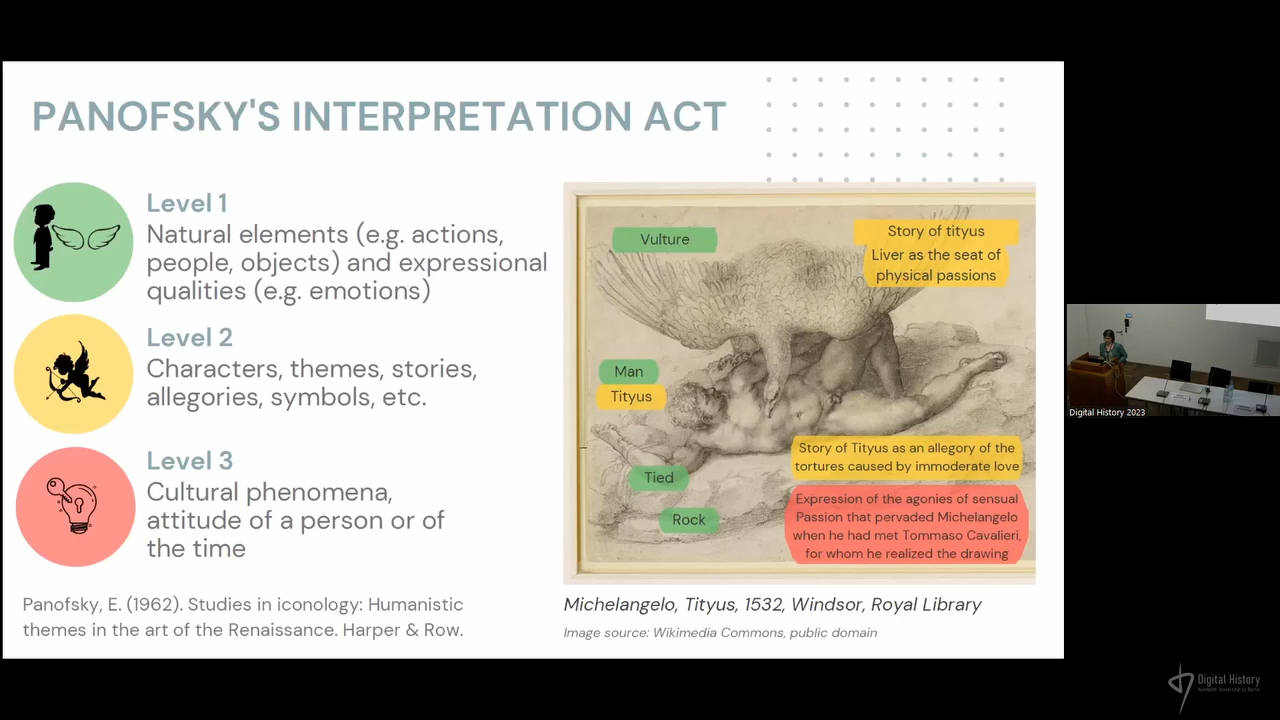 PANOFSKY'S INTERPRETATION ACT
Level 1
Natural elements (e.g. actions,
people, objects) and expressional
qualities (e.g. emotions)
Level 2
Characters, themes, stories,
allegories, symbols, etc.
Level 3
Cultural phenomena,
attitude of a person or of
the time
Panofsky, E. (1962). Studies in iconology: Humanistic
themes in the art of the Renaissance. Harper & Row.
Vulture
Story of tityus
Liver as the seat of
physical passions
Man
Tityus
Story of Tityus as an allegory of the
tortures caused by immoderate love
Tied
Rock
Expression of the agonies of sensual
Passion that pervaded Michelangelo
when he had met Tommaso Cavalieri,
for whom he realized the drawing
Michelangelo, Tityus, 1532, Windsor, Royal Library
Image source: Wikimedia Commons, public domain
Digital History 2023
Digital History
Humboldt-Universität zu Berlin